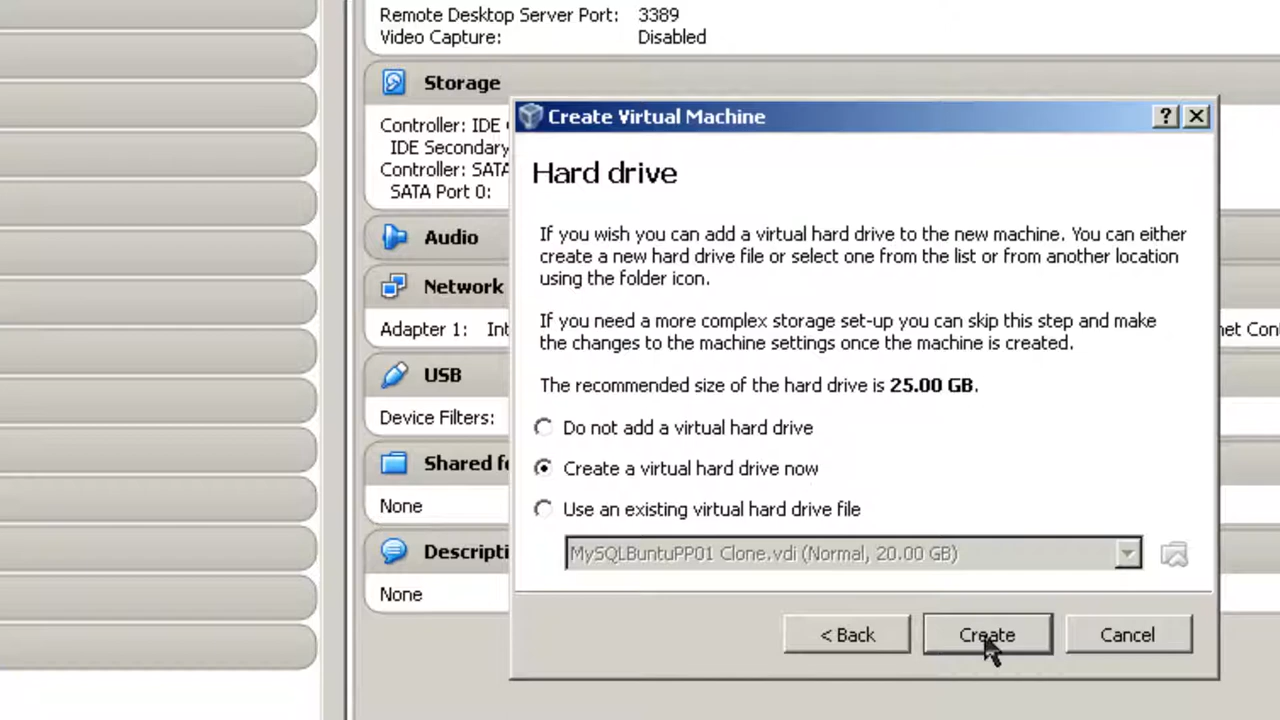 Remote Desktop Server Port: 3389
Video Capture: Disabled
Storage
Controller: IDE
IDE Secondary
Controller: SATA
SATA Port 0:
Audio
Network
Adapter 1: Int
USB
Device Filters:
Shared fo
None
Descripti
None
net Cont
Create Virtual Machine
Hard drive
If you wish you can add a virtual hard drive to the new machine. You can either
create a new hard drive file or select one from the list or from another location
using the folder icon.
If you need a more complex storage set-up you can skip this step and make
the changes to the machine settings once the machine is created.
The recommended size of the hard drive is 25.00 GB.
Do not add a virtual hard drive
Create a virtual hard drive now
Use an existing virtual hard drive file
MySQLBuntuPP01 Clone.vdi (Normal, 20.00 GB)
< Back
Create
Cancel